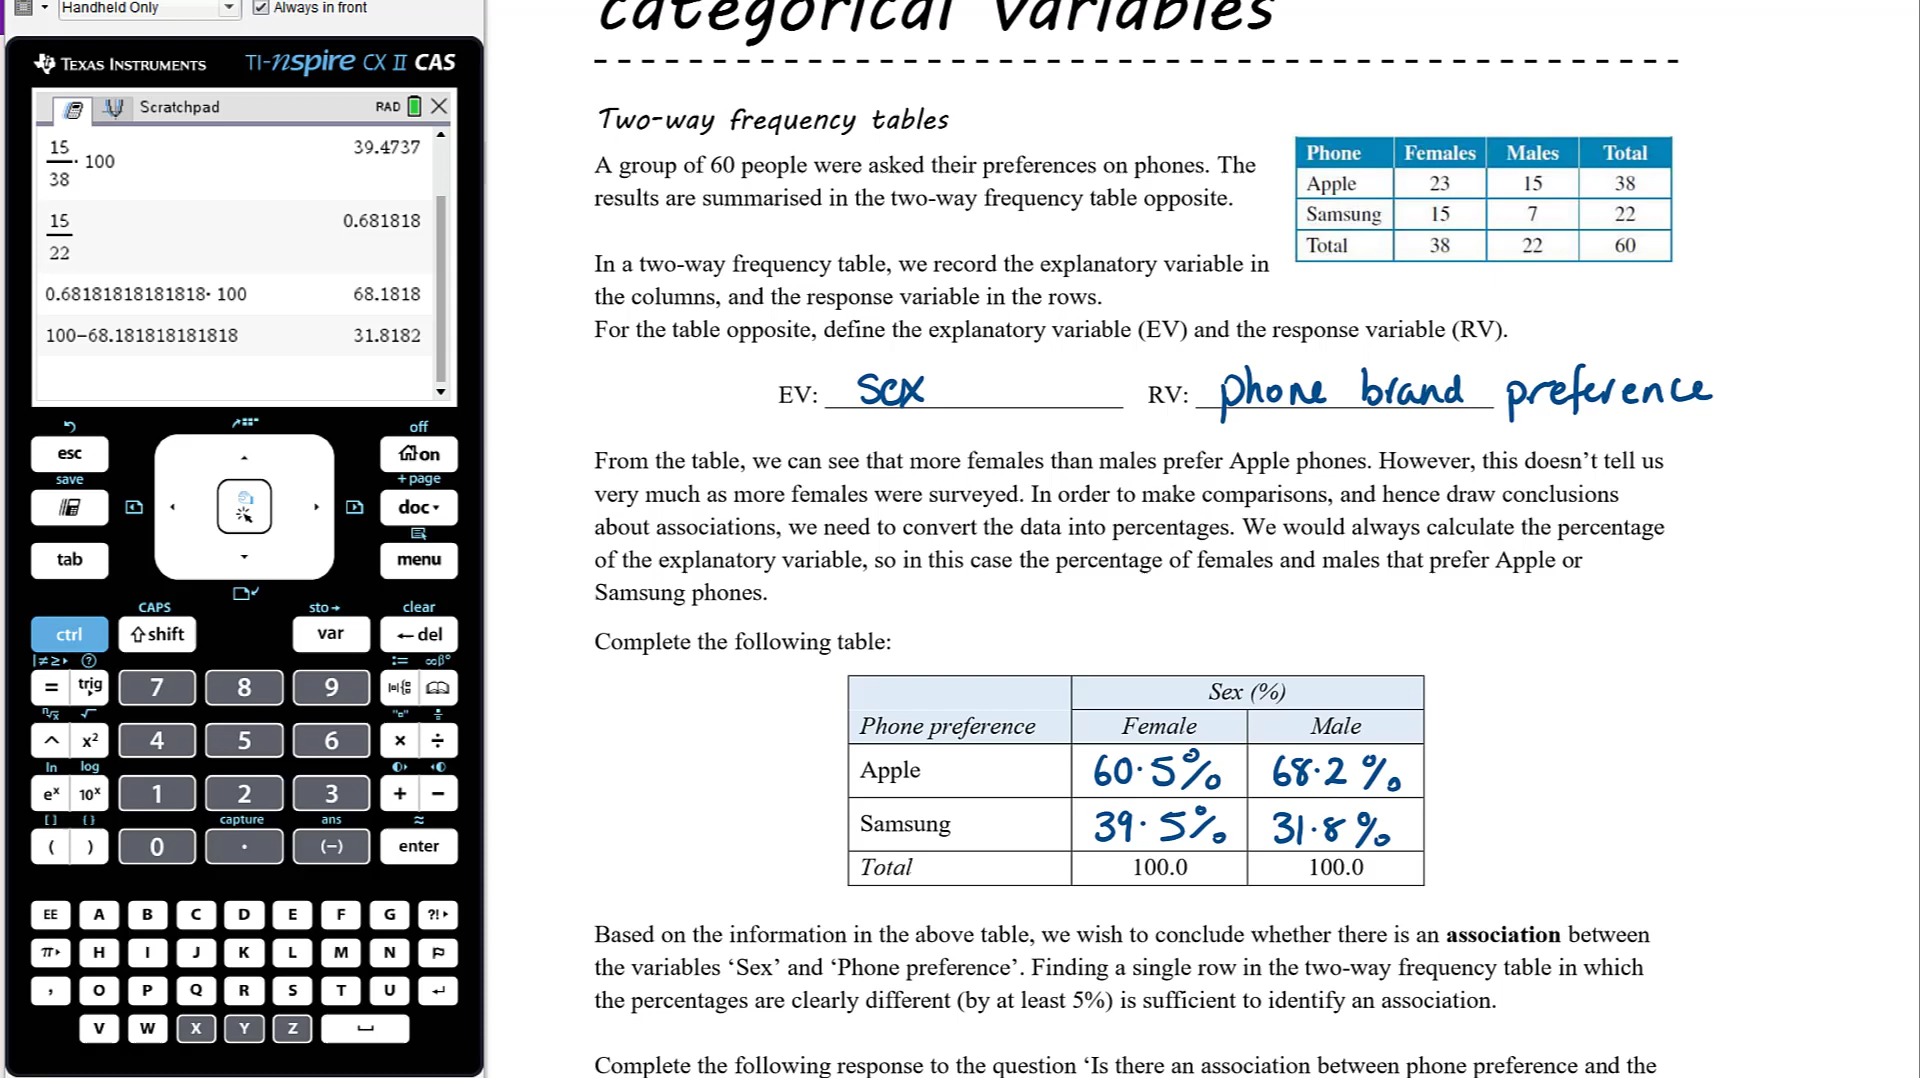 Handheld Only
Always in front
TEXAS INSTRUMENTS TI-nspire CX II CAS
Scratchpad RAD
15/38 · 100 39.4737
15/22 0.681818
0.68181818181818·100 68.1818
100-68.181818181818 31.8182
off
esc on
save +page
doc
tab menu
CAPS sto→ clear
ctrl shift var ←del
= trig 7 8 9
^ x² 4 5 6 × ÷
ln log
eˣ 10ˣ 1 2 3 + −
[ ] { } capture ans ≈
( ) 0 . (−) enter
EE A B C D E F G ?!
π H I J K L M N
, O P Q R S T U
V W X Y Z
categorical variables
Two-way frequency tables
A group of 60 people were asked their preferences on phones. The
results are summarised in the two-way frequency table opposite.
Phone Females Males Total
Apple 23 15 38
Samsung 15 7 22
Total 38 22 60
In a two-way frequency table, we record the explanatory variable in
the columns, and the response variable in the rows.
For the table opposite, define the explanatory variable (EV) and the response variable (RV).
EV: sex RV: phone brand preference
From the table, we can see that more females than males prefer Apple phones. However, this doesn’t tell us
very much as more females were surveyed. In order to make comparisons, and hence draw conclusions
about associations, we need to convert the data into percentages. We would always calculate the percentage
of the explanatory variable, so in this case the percentage of females and males that prefer Apple or
Samsung phones.
Complete the following table:
Sex (%)
Phone preference Female Male
Apple 60.5% 68.2%
Samsung 39.5% 31.8%
Total 100.0 100.0
Based on the information in the above table, we wish to conclude whether there is an association between
the variables ‘Sex’ and ‘Phone preference’. Finding a single row in the two-way frequency table in which
the percentages are clearly different (by at least 5%) is sufficient to identify an association.
Complete the following response to the question ‘Is there an association between phone preference and the